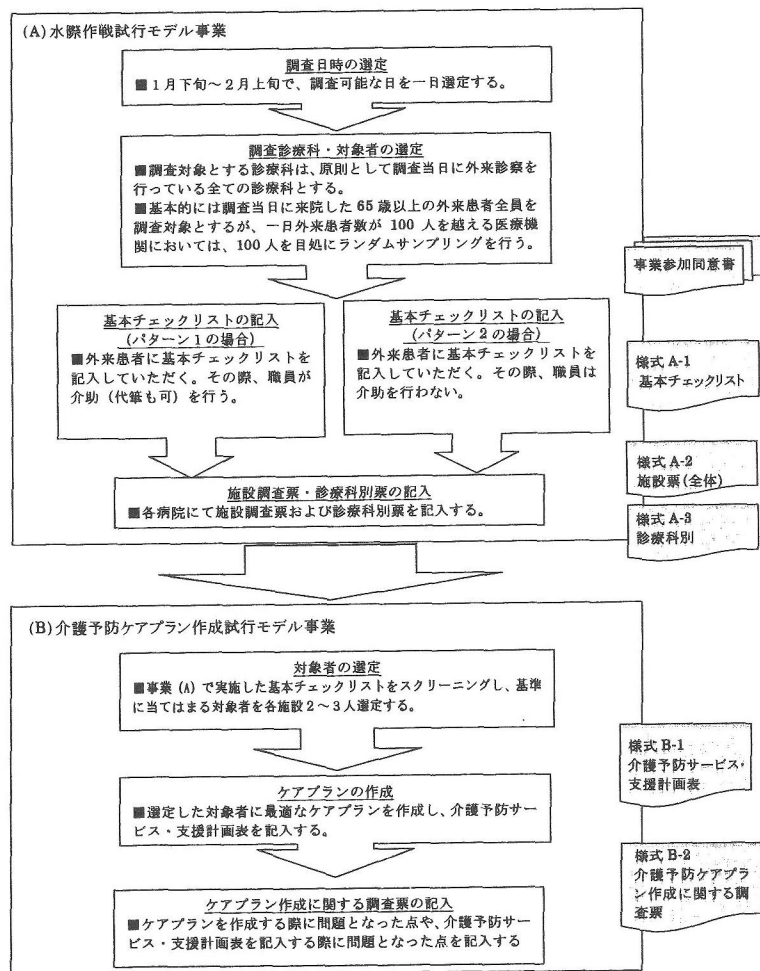 (A)水際作戦試行モデル事業
調査日時の選定
■1月下旬～2月上旬で、調査可能な日を一日選定する。
調査診療科・対象者の選定
■調査対象とする診療科は、原則として調査当日に外来診察を
行っている全ての診療科とする。
■基本的には調査当日に来院した 65 歳以上の外来患者全員を
調査対象とするが、一日外来患者数が 100 人を越える医療機
関においては、100 人を目処にランダムサンプリングを行う。
事業参加同意書
基本チェックリストの記入
(パターン1の場合)
■外来患者に基本チェックリストを
記入していただく。その際、職員が
介助（代筆も可）を行う。
基本チェックリストの記入
(パターン2の場合)
■外来患者に基本チェックリストを
記入していただく。その際、職員は
介助を行わない。
様式 A-1
基本チェックリスト
様式 A-2
施設票(全体)
施設調査票・診療科別票の記入
■各病院にて施設調査票および診療科別票を記入する。
様式 A-3
診療科別
(B)介護予防ケアプラン作成試行モデル事業
対象者の選定
■事業 (A) で実施した基本チェックリストをスクリーニングし、基準
に当てはまる対象者を各施設2～3人選定する。
様式 B-1
介護予防サービス・
支援計画表
ケアプランの作成
■選定した対象者に最適なケアプランを作成し、介護予防サー
ビス・支援計画表を記入する。
様式 B-2
介護予防ケアプラ
ン作成に関する調
査票
ケアプラン作成に関する調査票の記入
■ケアプランを作成する際に問題となった点や、介護予防サー
ビス・支援計画表を記入する際に問題となった点を記入する